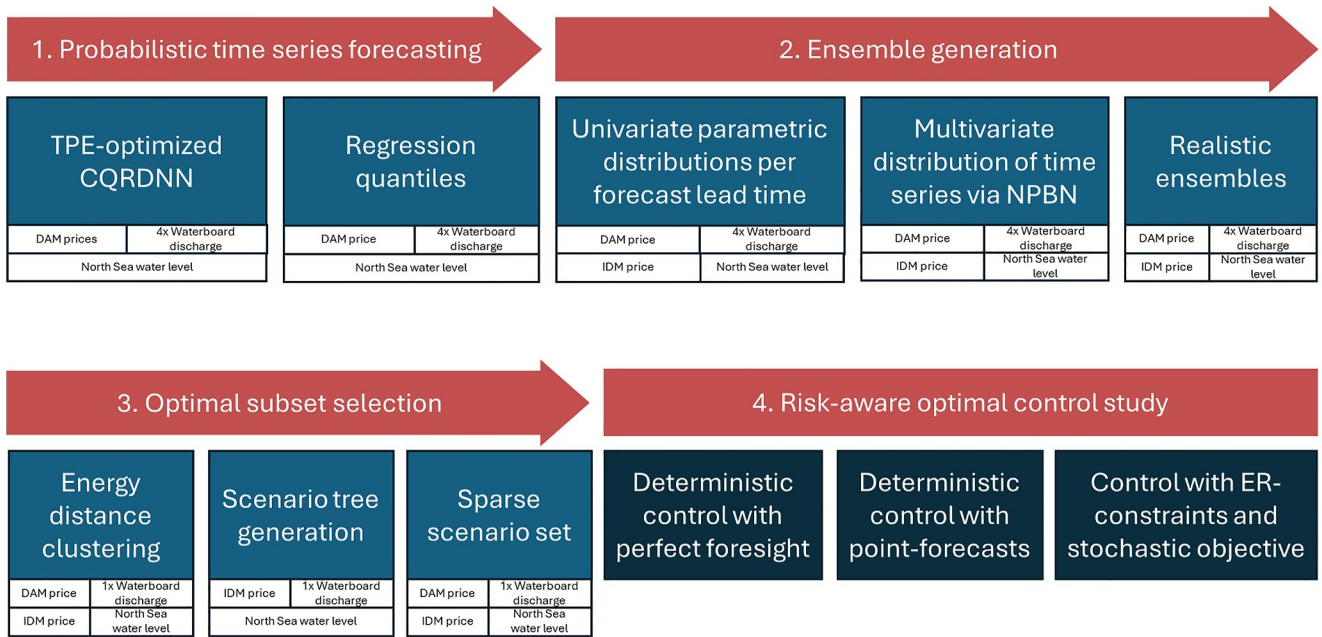 1. Probabilistic time series forecasting
2. Ensemble generation
TPE-optimized
CQRDNN
DAM prices
4x Waterboard
discharge
North Sea water level
Regression
quantiles
DAM price
4x Waterboard
discharge
North Sea water level
Univariate parametric
distributions per
forecast lead time
DAM price
4x Waterboard
discharge
IDM price
North Sea water level
Multivariate
distribution of time
series via NPBN
DAM price
4x Waterboard
discharge
IDM price
North Sea water
level
Realistic
ensembles
DAM price
4x Waterboard
discharge
IDM price
North Sea water
level
3. Optimal subset selection
4. Risk-aware optimal control study
Energy
distance
clustering
DAM price
1x Waterboard
discharge
IDM price
North Sea
water level
Scenario tree
generation
IDM price
1x Waterboard
discharge
North Sea water level
Sparse
scenario set
DAM price
1x Waterboard
discharge
IDM price
North Sea
water level
Deterministic
control with
perfect foresight
Deterministic
control with
point-forecasts
Control with ER-
constraints and
stochastic objective